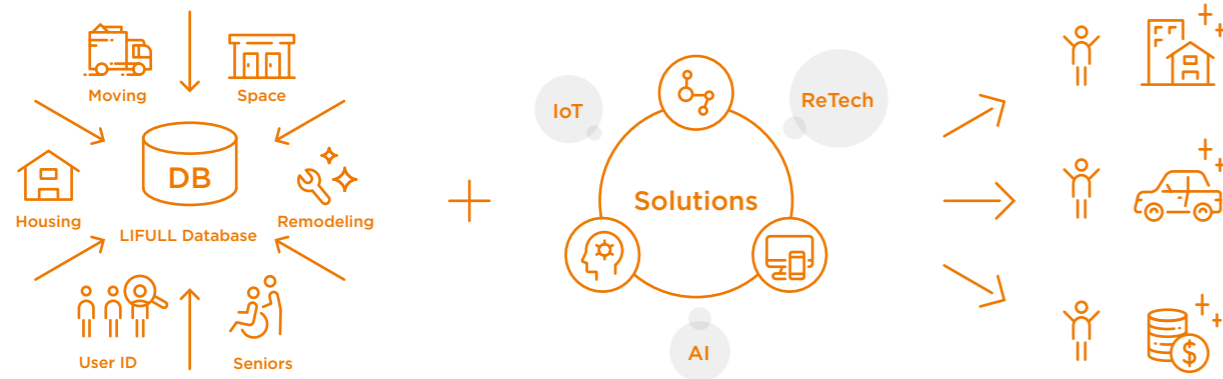 Moving
Space
DB
Housing
LIFULL Database
Remodeling
User ID
Seniors
IoT
ReTech
Solutions
AI
$